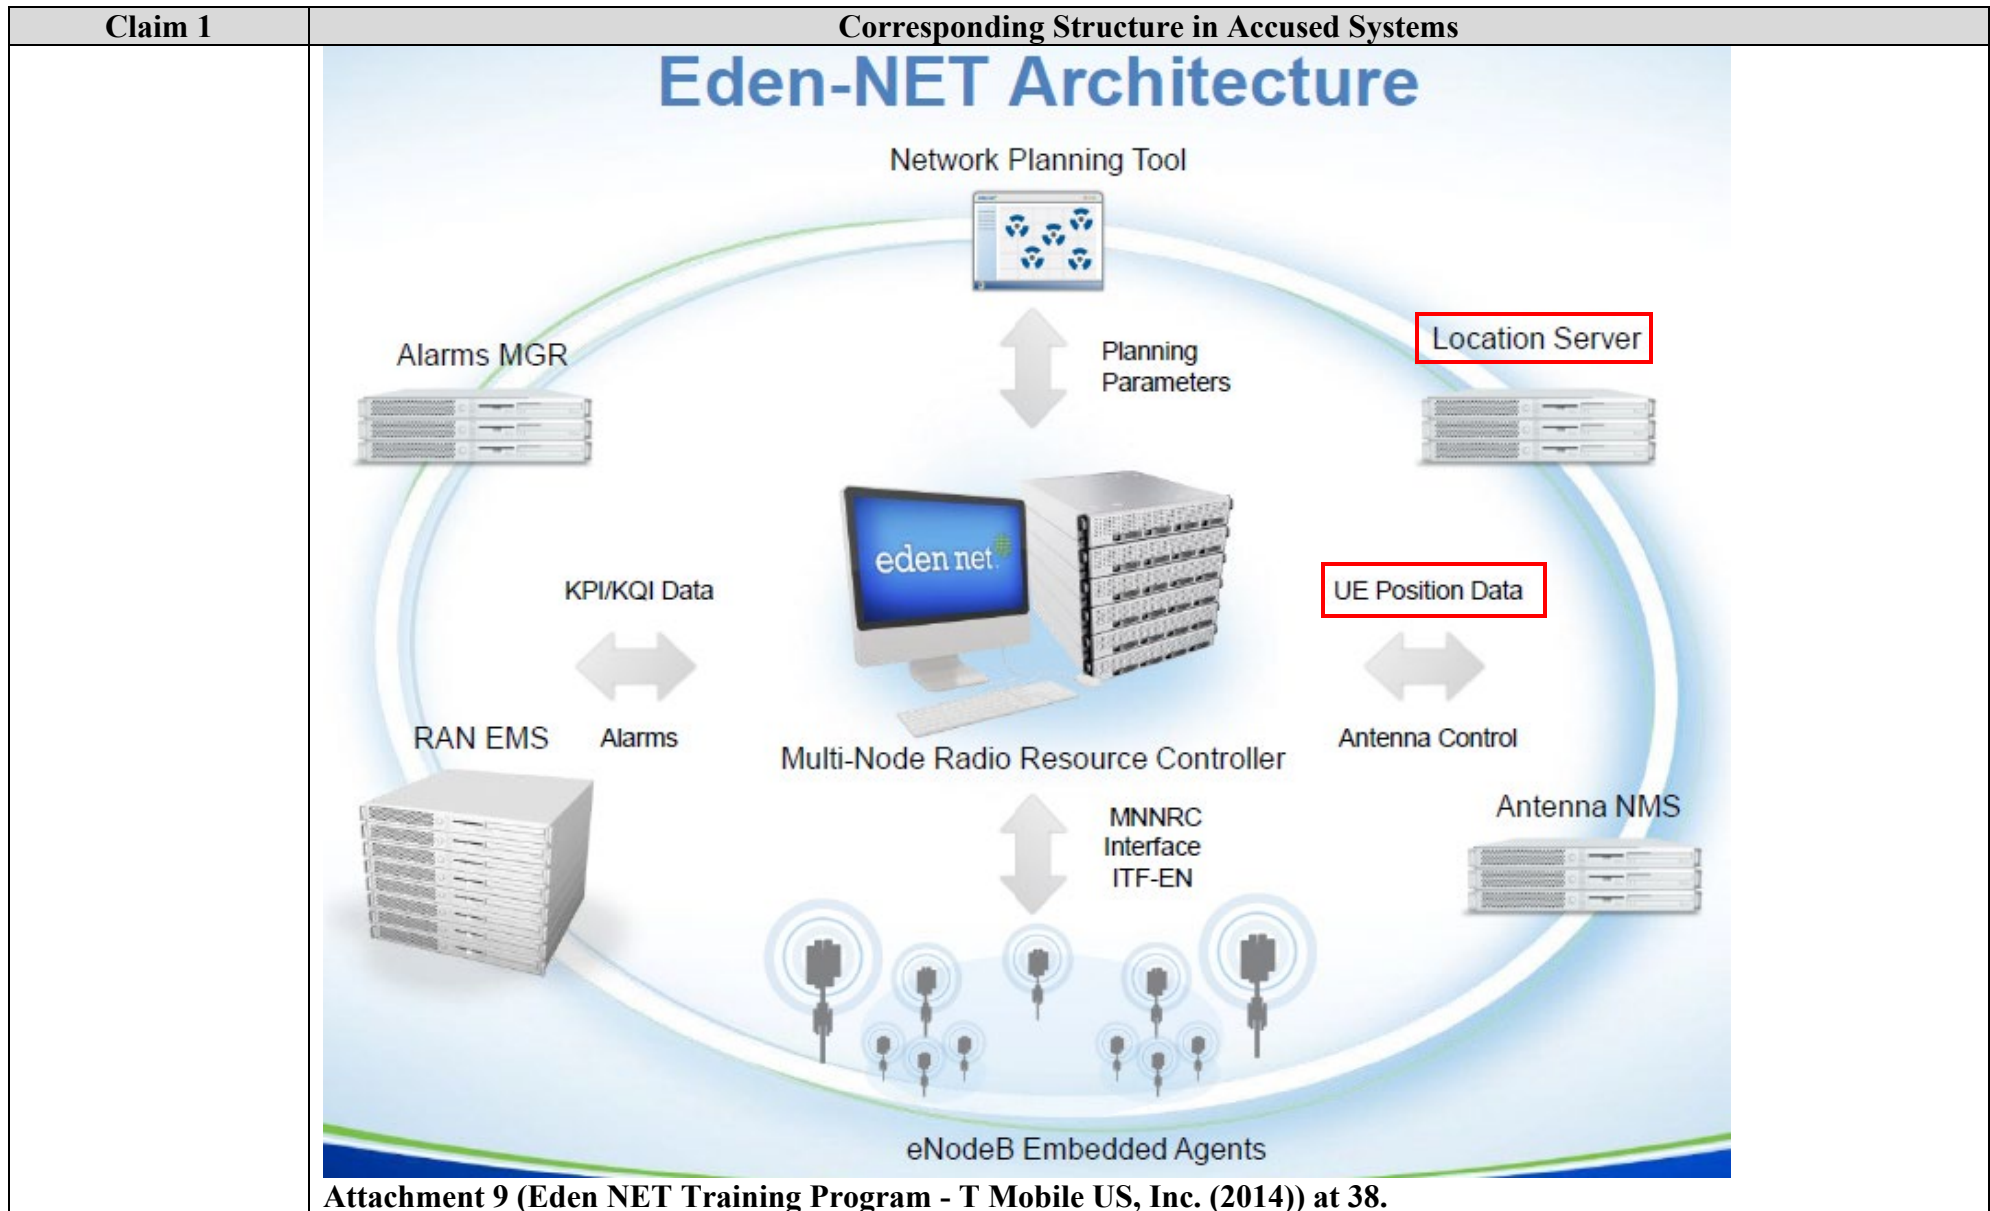 Claim 1
Corresponding Structure in Accused Systems
Eden-NET Architecture
Network Planning Tool
Planning
Parameters
Location Server
Alarms MGR
eden net
KPI/KQI Data
UE Position Data
RAN EMS
Alarms
Antenna Control
Multi-Node Radio Resource Controller
Antenna NMS
MNNRC
Interface
ITF-EN
eNodeB Embedded Agents
Attachment 9 (Eden NET Training Program - T Mobile US, Inc. (2014)) at 38.